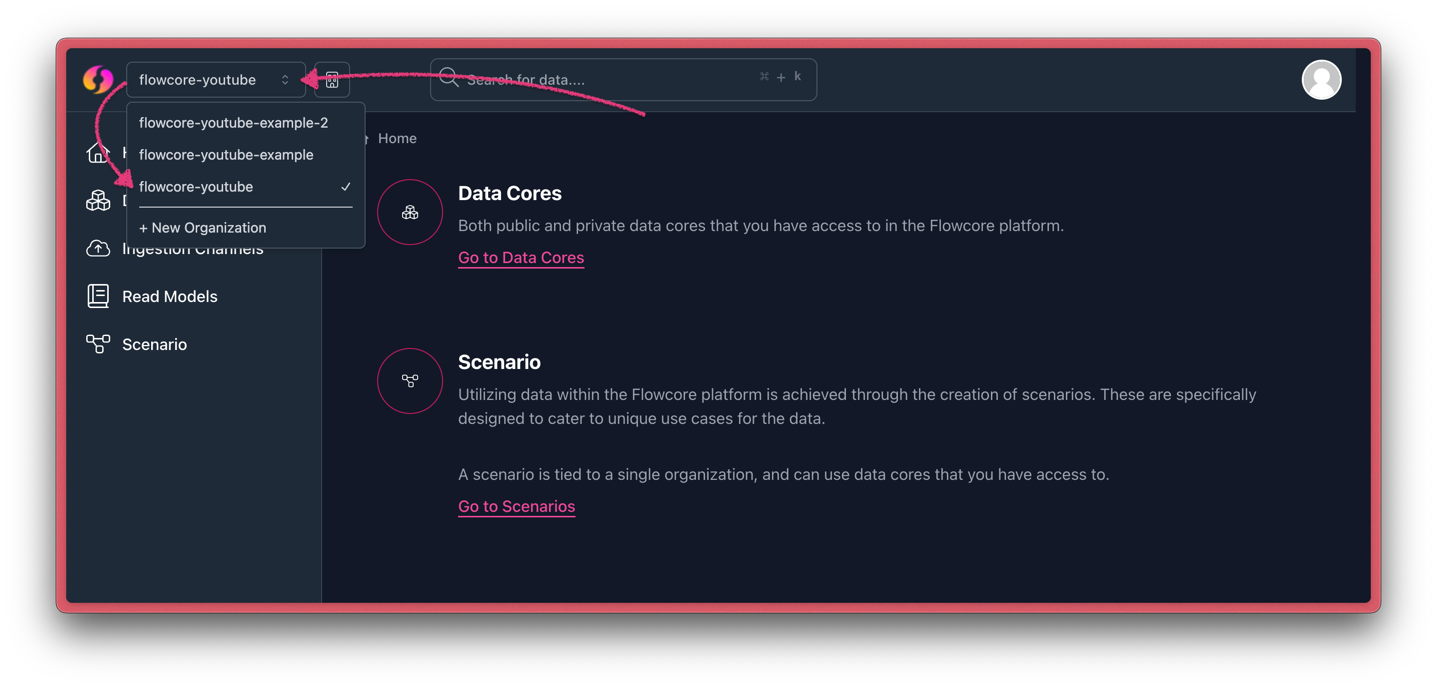 flowcore-youtube
Search for data....
⌘ + k
flowcore-youtube-example-2
flowcore-youtube-example
flowcore-youtube
+ New Organization
Ingestion Channels
Read Models
Scenario
Home
Data Cores
Both public and private data cores that you have access to in the Flowcore platform.
Go to Data Cores
Scenario
Utilizing data within the Flowcore platform is achieved through the creation of scenarios. These are specifically
designed to cater to unique use cases for the data.
A scenario is tied to a single organization, and can use data cores that you have access to.
Go to Scenarios